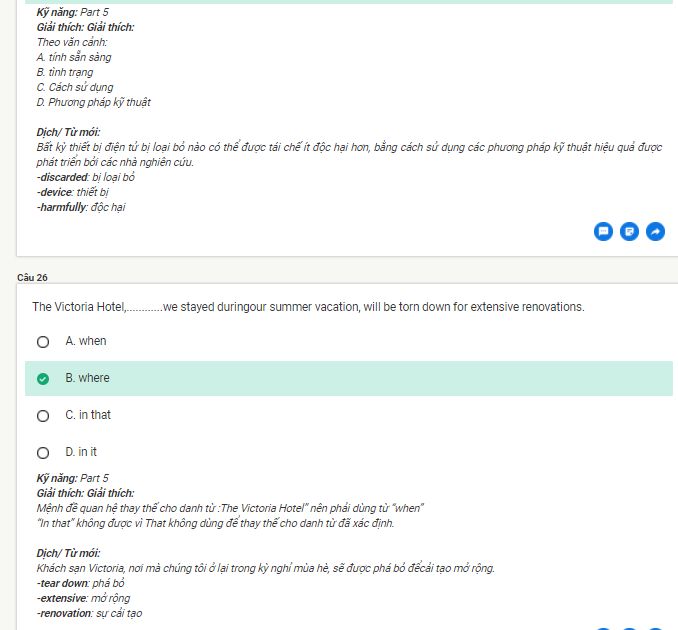 Kỹ năng: Part 5
Giải thích: Giải thích:
Theo văn cảnh:
A. tính sẵn sàng
B. tình trạng
C. Cách sử dụng
D. Phương pháp kỹ thuật
Dịch/ Từ mới:
Bất kỳ thiết bị điện tử bị loại bỏ nào có thể được tái chế ít độc hại hơn, bằng cách sử dụng các phương pháp kỹ thuật hiệu quả được
phát triển bởi các nhà nghiên cứu.
-discarded: bị loại bỏ
-device: thiết bị
-harmfully: độc hại
Câu 26
The Victoria Hotel,............we stayed duringour summer vacation, will be torn down for extensive renovations.
A. when
B. where
C. in that
D. in it
Kỹ năng: Part 5
Giải thích: Giải thích:
Mệnh đề quan hệ thay thế cho danh từ :The Victoria Hotel” nên phải dùng từ “when”
“In that” không được vì That không dùng để thay thế cho danh từ đã xác định.
Dịch/ Từ mới:
Khách sạn Victoria, nơi mà chúng tôi ở lại trong kỳ nghỉ mùa hè, sẽ được phá bỏ đểcải tạo mở rộng.
-tear down: phá bỏ
-extensive: mở rộng
-renovation: sự cải tạo